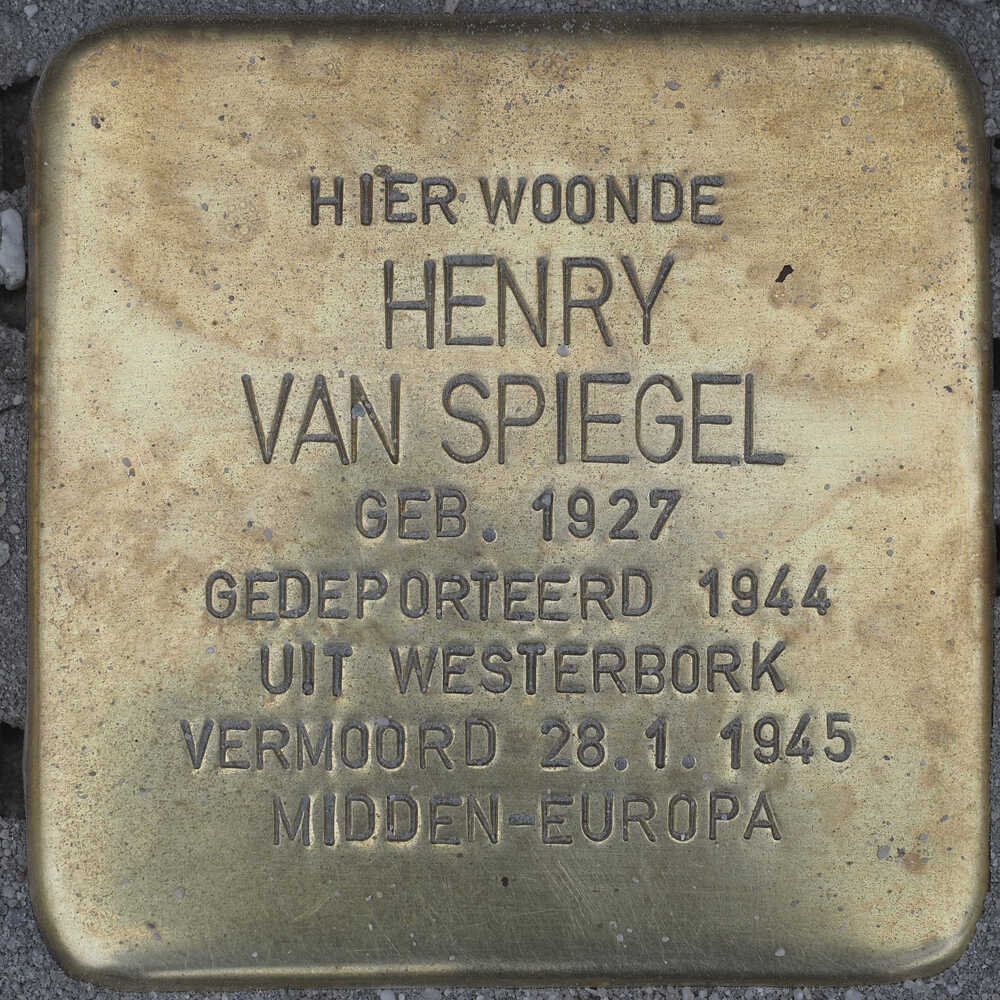 HIER WOONDE
HENRY
VAN SPIEGEL
GEB. 1927
GEDEPORTEERD 1944
UIT WESTERBORK
VERMOORD 28.1.1945
MIDDEN-EUROPA